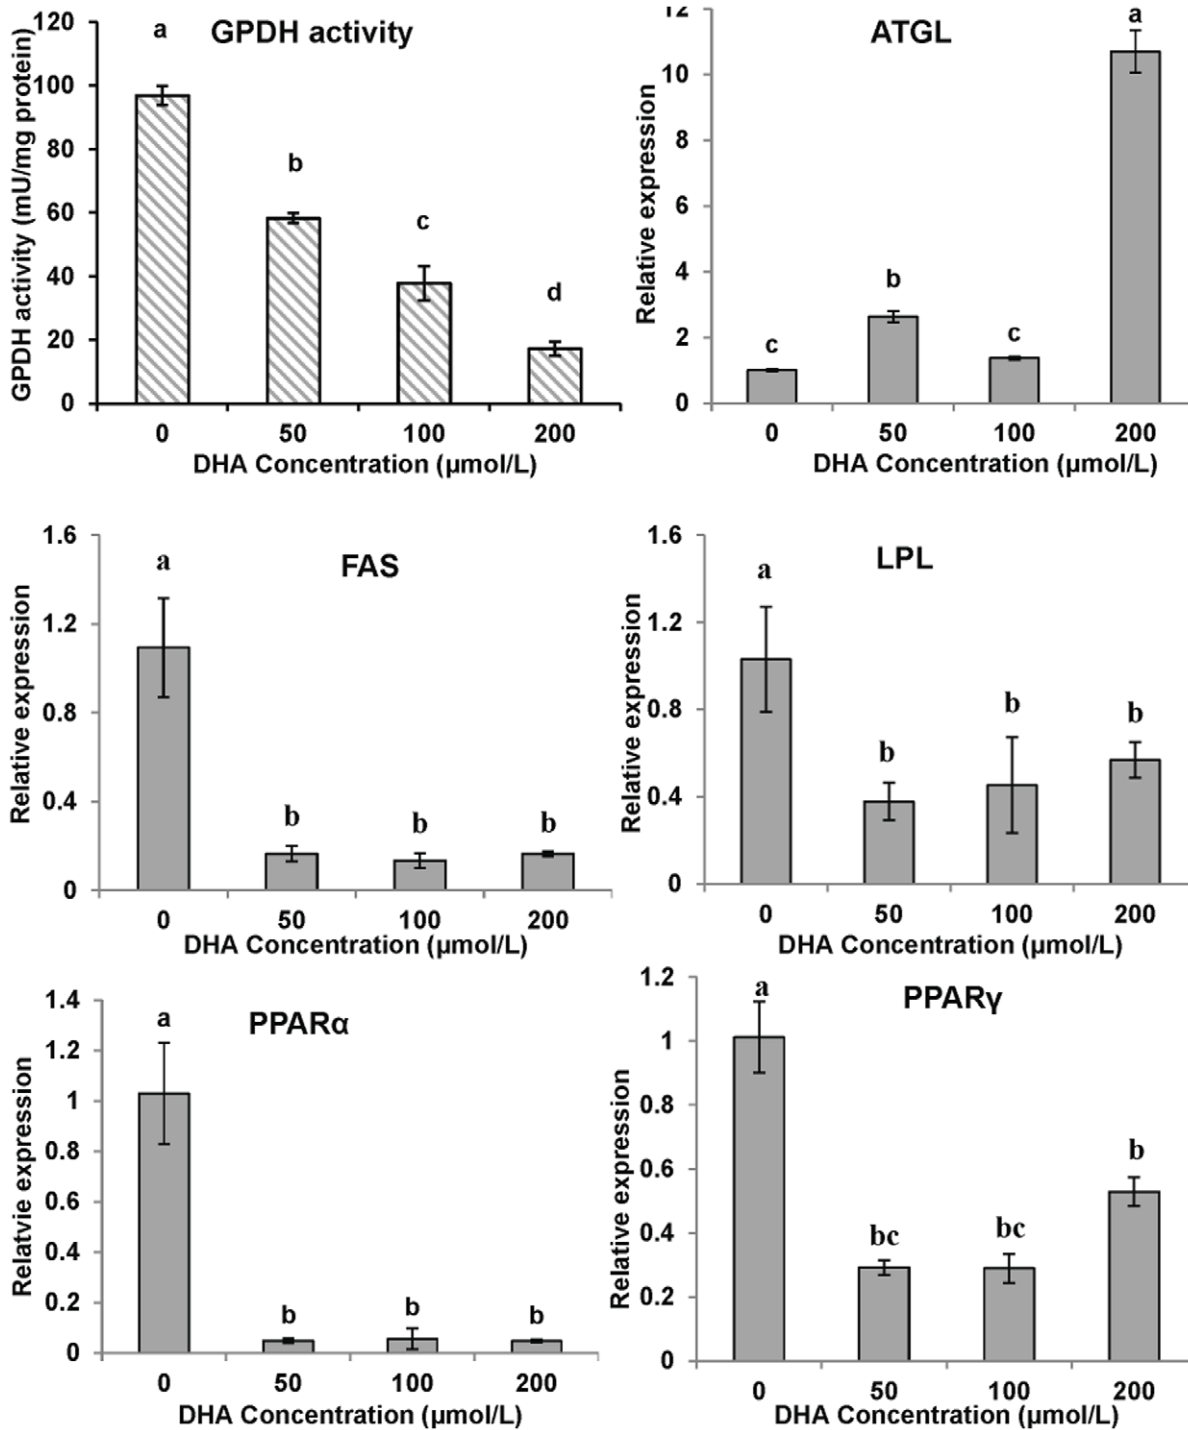 GPDH activity
GPDH activity (mU/mg protein)
120
100
80
60
40
20
0
a
b
c
d
0 50 100 200
DHA Concentration (µmol/L)
ATGL
Relative expression
12
10
8
6
4
2
0
c
b
c
a
0 50 100 200
DHA Concentration (µmol/L)
FAS
Relative expression
1.6
1.2
0.8
0.4
0
a
b
b
b
0 50 100 200
DHA Concentration (µmol/L)
LPL
Relative expression
1.6
1.2
0.8
0.4
0
a
b
b
b
0 50 100 200
DHA Concentration (µmol/L)
PPARα
Relatvie expression
1.4
1.2
1
0.8
0.6
0.4
0.2
0
a
b
b
b
0 50 100 200
DHA Concentration (µmol/L)
PPARγ
Relative expression
1.2
1
0.8
0.6
0.4
0.2
0
a
bc
bc
b
0 50 100 200
DHA Concentration (µmol/L)